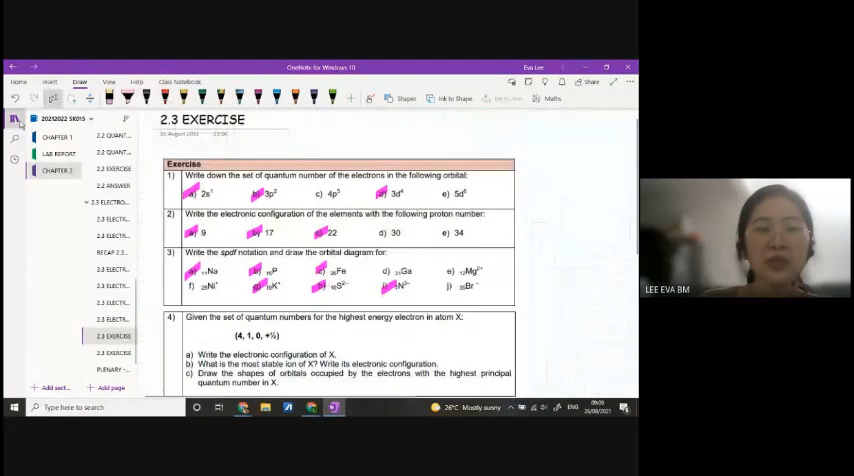 OneNote for Windows 10
Eva Lee
Home Insert Draw View Help Class Notebook
Share
Shapes Ink to Shape Ink to Text Maths
20212022 SK015
CHAPTER 1
LAB REPORT
CHAPTER 2
2.2 QUANT...
2.2 QUANT...
2.2 EXERCISE
2.2 ANSWER
2.3 ELECTRO...
2.3 ELECTR...
2.3 ELECTR...
RECAP 2.3...
2.3 ELECTR...
2.3 ELECTR...
2.3 ELECTR...
2.3 ELECTR...
2.3 EXERCISE
2.3 EXERCISE
PLENARY -...
Add sect...
Add page
2.3 EXERCISE
Exercise
1) Write down the set of quantum number of the electrons in the following orbital:
a) 2s¹ b) 3p² c) 4p⁵ d) 3d⁴ e) 5d⁶
2) Write the electronic configuration of the elements with the following proton number:
a) 9 b) 17 c) 22 d) 30 e) 34
3) Write the spdf notation and draw the orbital diagram for:
a) ₁₁Na b) ₁₅P c) ₂₆Fe d) ₃₁Ga e) ₁₂Mg²⁺
f) ₂₈Ni⁺ g) ₁₉K⁺ h) ₁₆S²⁻ i) ₇N³⁻ j) ₃₅Br⁻
4) Given the set of quantum numbers for the highest energy electron in atom X:
(4, 1, 0, +½)
a) Write the electronic configuration of X.
b) What is the most stable ion of X? Write its electronic configuration.
c) Draw the shapes of orbitals occupied by the electrons with the highest principal
quantum number in X.
LEE EVA BM
Type here to search
26°C Mostly sunny
ENG
09:09
26/08/2021